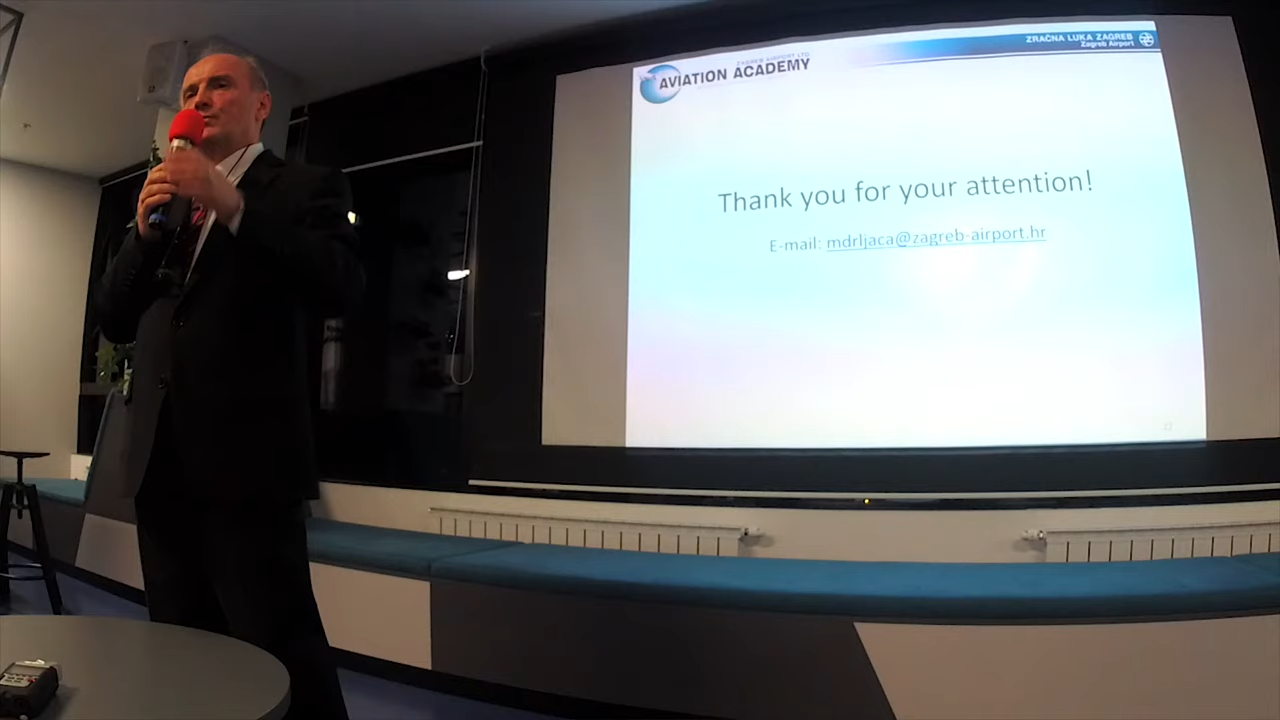 ZAGREB AIRPORT LTD.
AVIATION ACADEMY
ZRAČNA LUKA ZAGREB
Zagreb Airport
Thank you for your attention!
E-mail: mdrljaca@zagreb-airport.hr